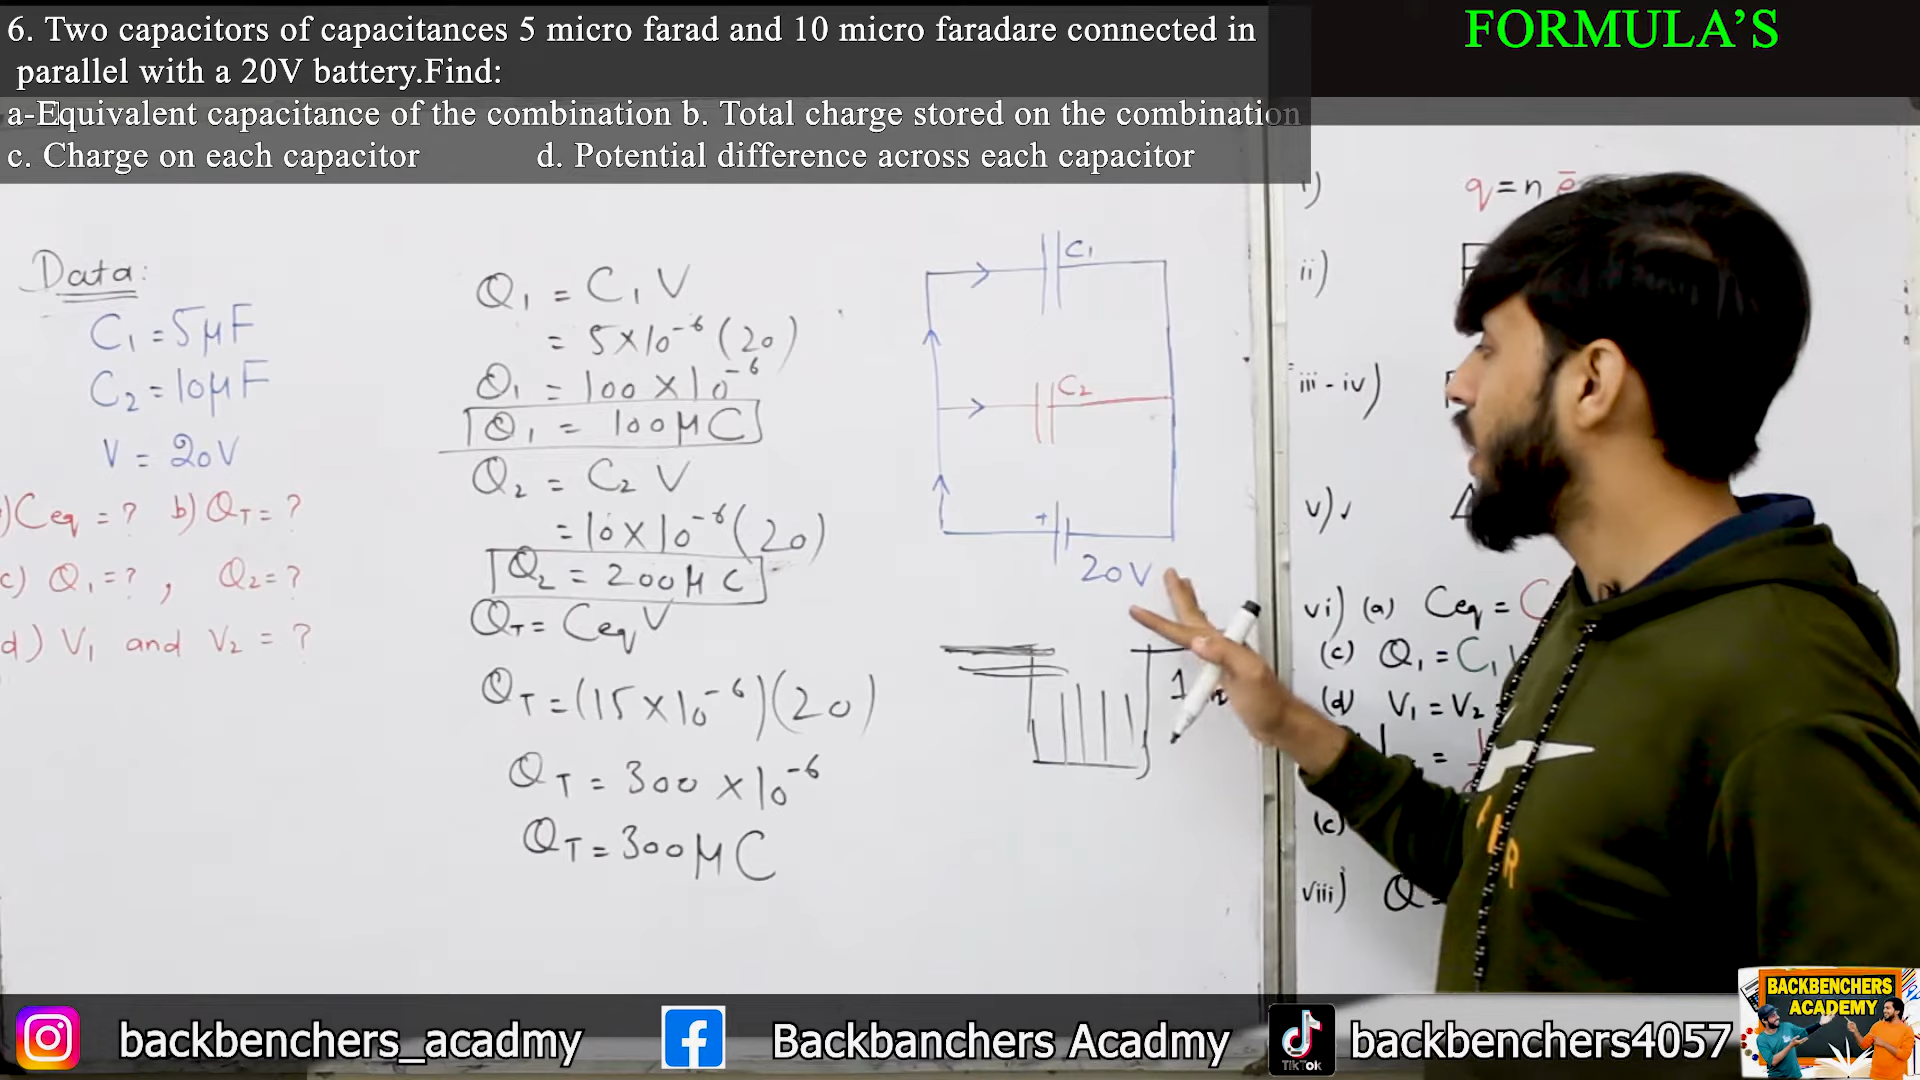 6. Two capacitors of capacitances 5 micro farad and 10 micro faradare connected in
parallel with a 20V battery.Find:
a-Equivalent capacitance of the combination b. Total charge stored on the combination
c. Charge on each capacitor d. Potential difference across each capacitor
FORMULA'S
Data:
C₁ = 5μF
C₂ = 10μF
V = 20V
)Ceq = ? b) QT = ?
c) Q₁ = ? , Q₂ = ?
d) V₁ and V₂ = ?
Q₁ = C₁V
= 5×10⁻⁶ (20)
Q₁ = 100 × 10⁻⁶
Q₁ = 100μC
Q₂ = C₂ V
= 10×10⁻⁶ (20)
Q₂ = 200μC
QT = Ceq V
QT = (15×10⁻⁶)(20)
QT = 300 × 10⁻⁶
QT = 300μC
C₁
C₂
+
20V
q = n e
ii)
iii-iv)
v)✓
vi) (a) Ceq = C
(c) Q₁ = C₁
(d) V₁ = V₂
(c)
viii) Q
BACKBENCHERS
ACADEMY
backbenchers_acadmy
Backbanchers Acadmy
TikTok
backbenchers4057